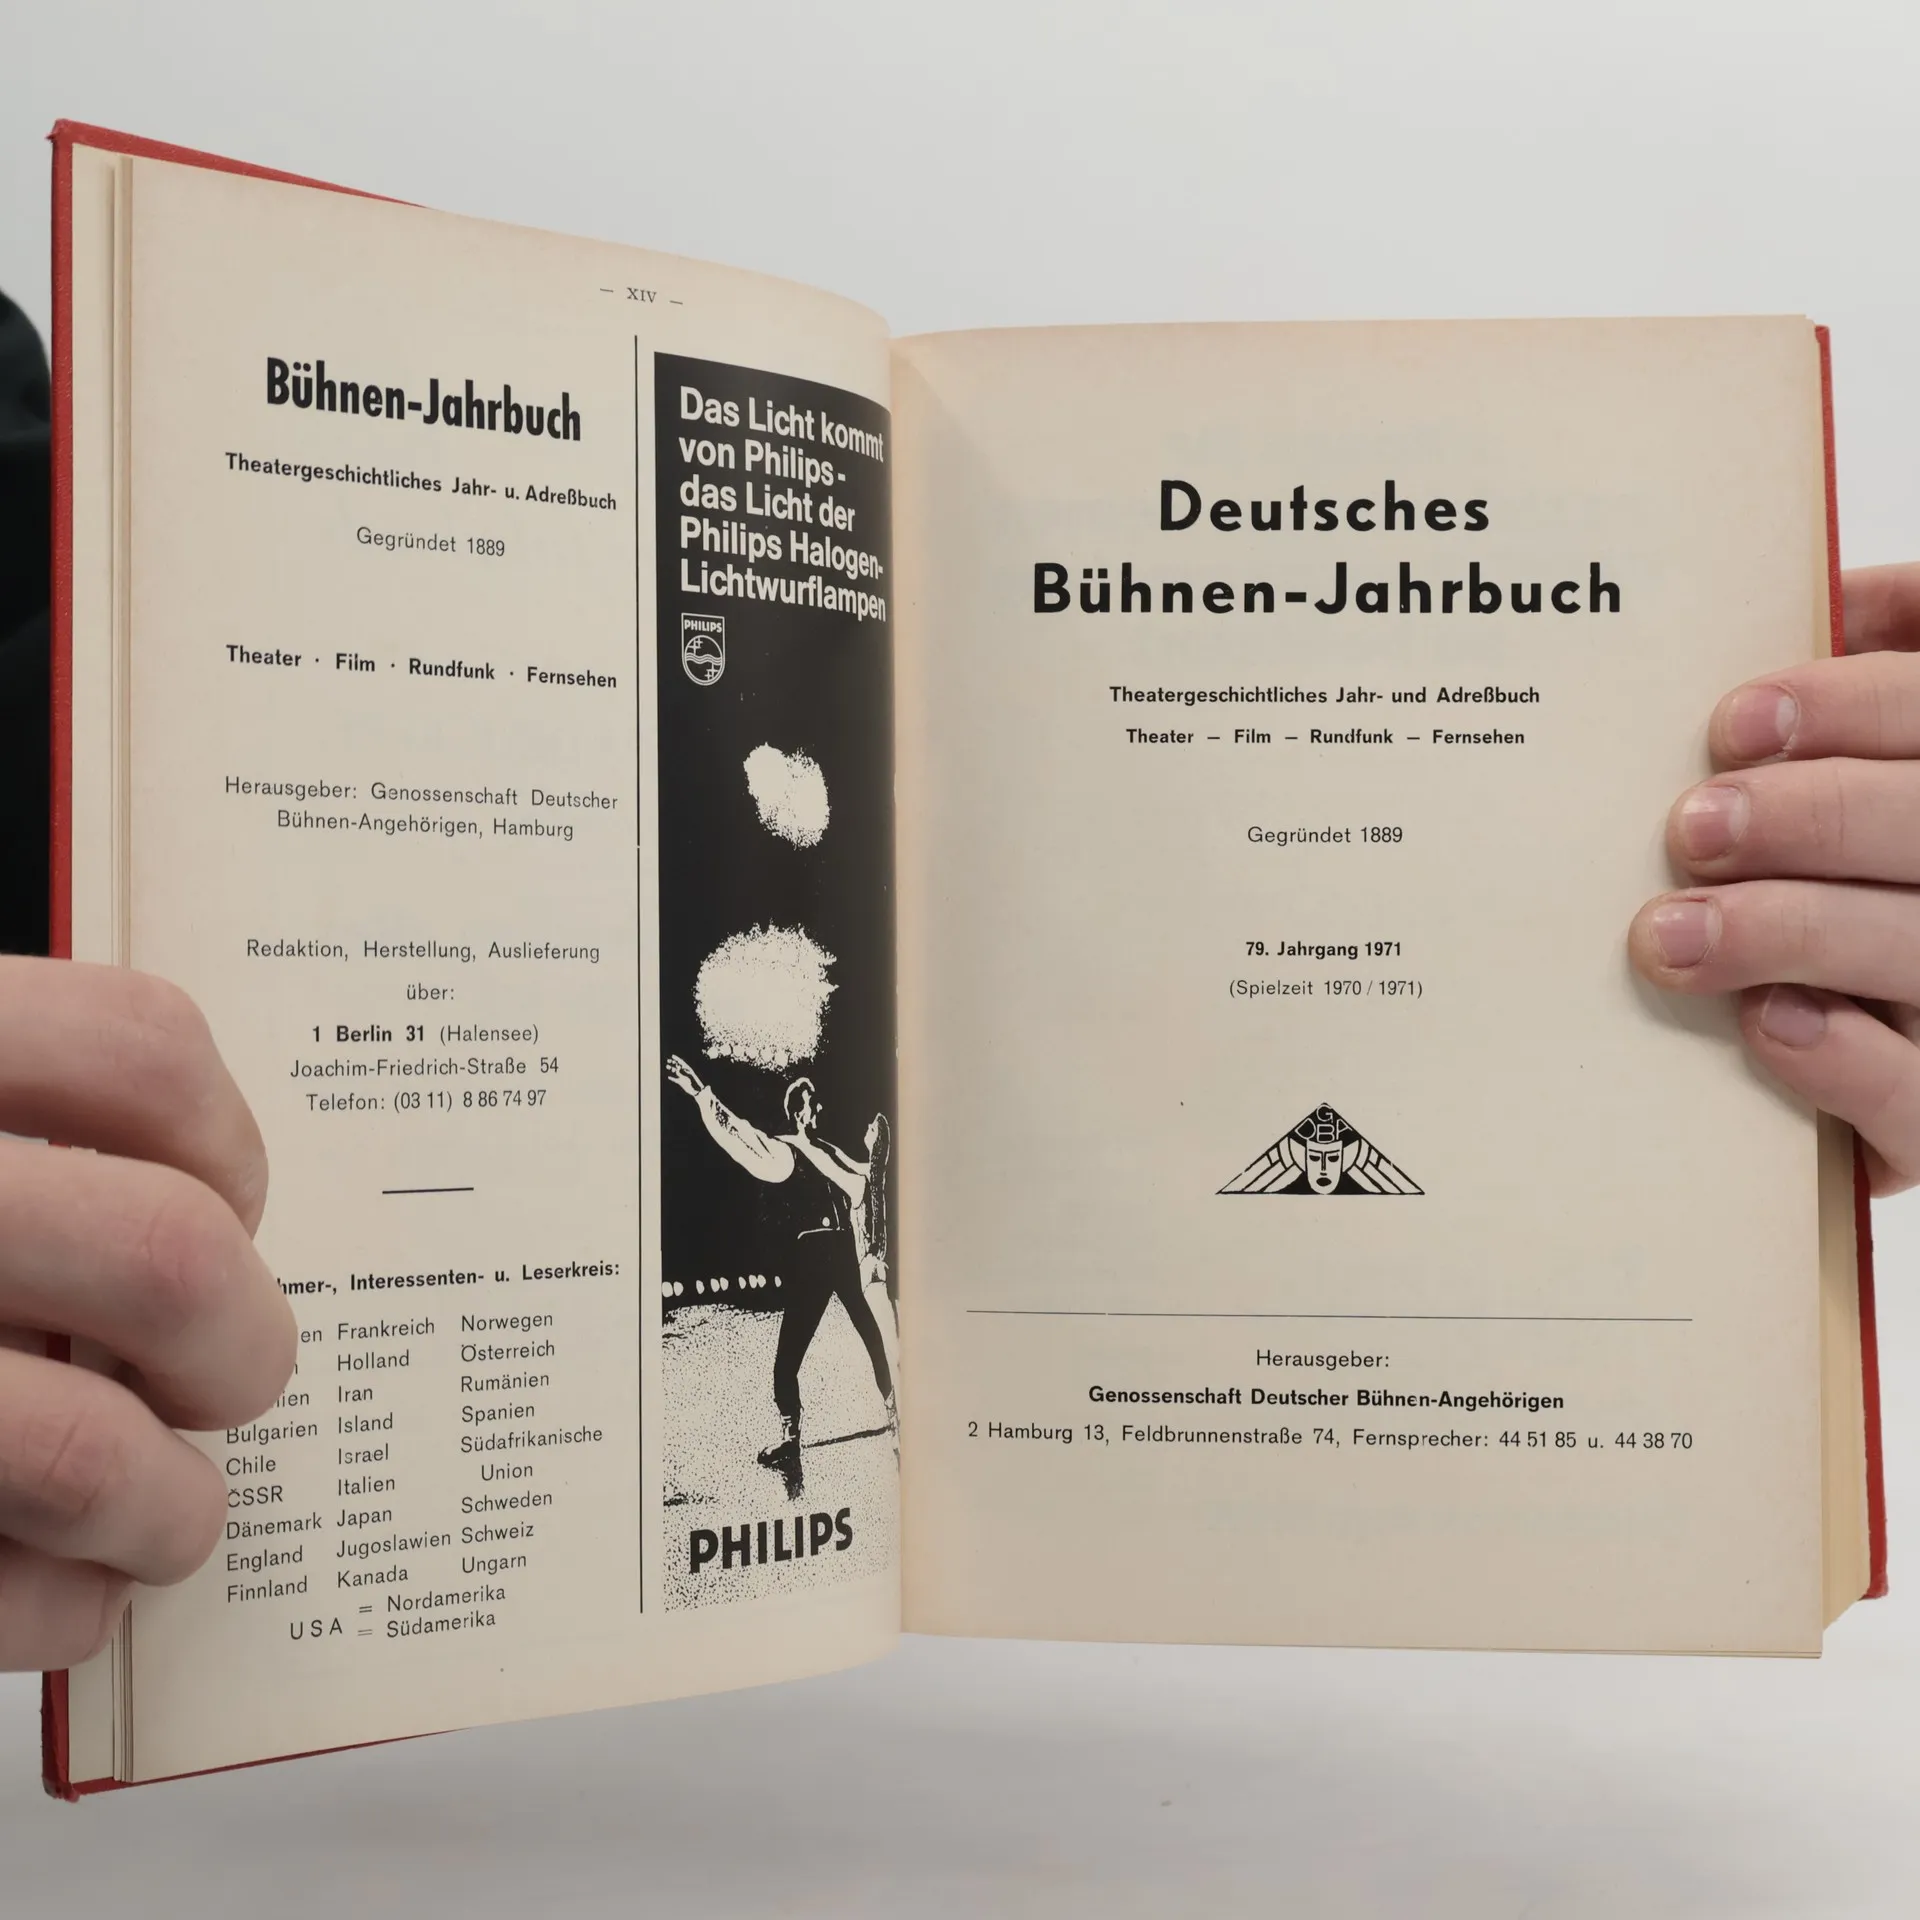 — XIV —
Bühnen-Jahrbuch
Theatergeschichtliches Jahr- u. Adreßbuch
Gegründet 1889
Theater · Film · Rundfunk · Fernsehen
Herausgeber: Genossenschaft Deutscher
Bühnen-Angehörigen, Hamburg
Redaktion, Herstellung, Auslieferung
über:
1 Berlin 31 (Halensee)
Joachim-Friedrich-Straße 54
Telefon: (03 11) 8 86 74 97
Interessenten- u. Leserkreis:
Frankreich
Holland
Iran
Bulgarien
Island
Chile
Israel
ČSSR
Italien
Dänemark
Japan
England
Jugoslawien
Finnland
Kanada
Norwegen
Österreich
Rumänien
Spanien
Südafrikanische
Union
Schweden
Schweiz
Ungarn
USA = Nordamerika
= Südamerika
Das Licht kommt
von Philips-
das Licht der
Philips Halogen-
Lichtwurflampen
PHILIPS
PHILIPS
Deutsches
Bühnen-Jahrbuch
Theatergeschichtliches Jahr- und Adreßbuch
Theater — Film — Rundfunk — Fernsehen
Gegründet 1889
79. Jahrgang 1971
(Spielzeit 1970 / 1971)
G
DBA
Herausgeber:
Genossenschaft Deutscher Bühnen-Angehörigen
2 Hamburg 13, Feldbrunnenstraße 74, Fernsprecher: 44 51 85 u. 44 38 70